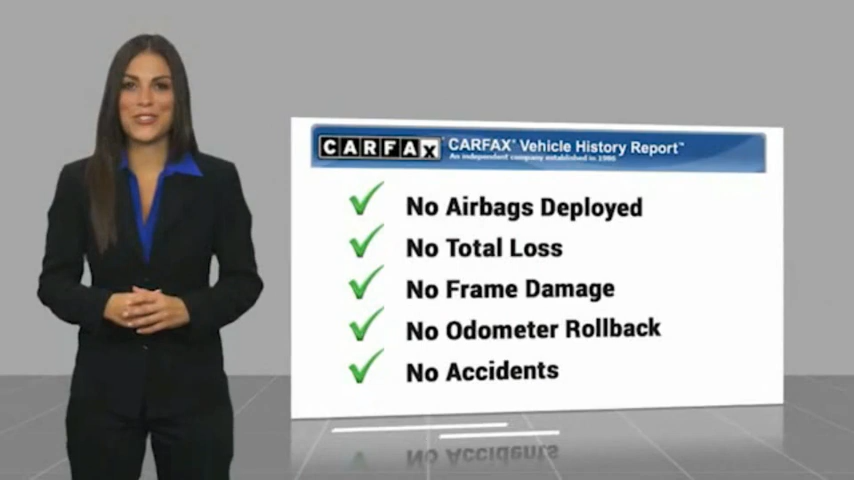 CARFAX CARFAX® Vehicle History Report™
An independent company established in 1986
No Airbags Deployed
No Total Loss
No Frame Damage
No Odometer Rollback
No Accidents
No Accidents